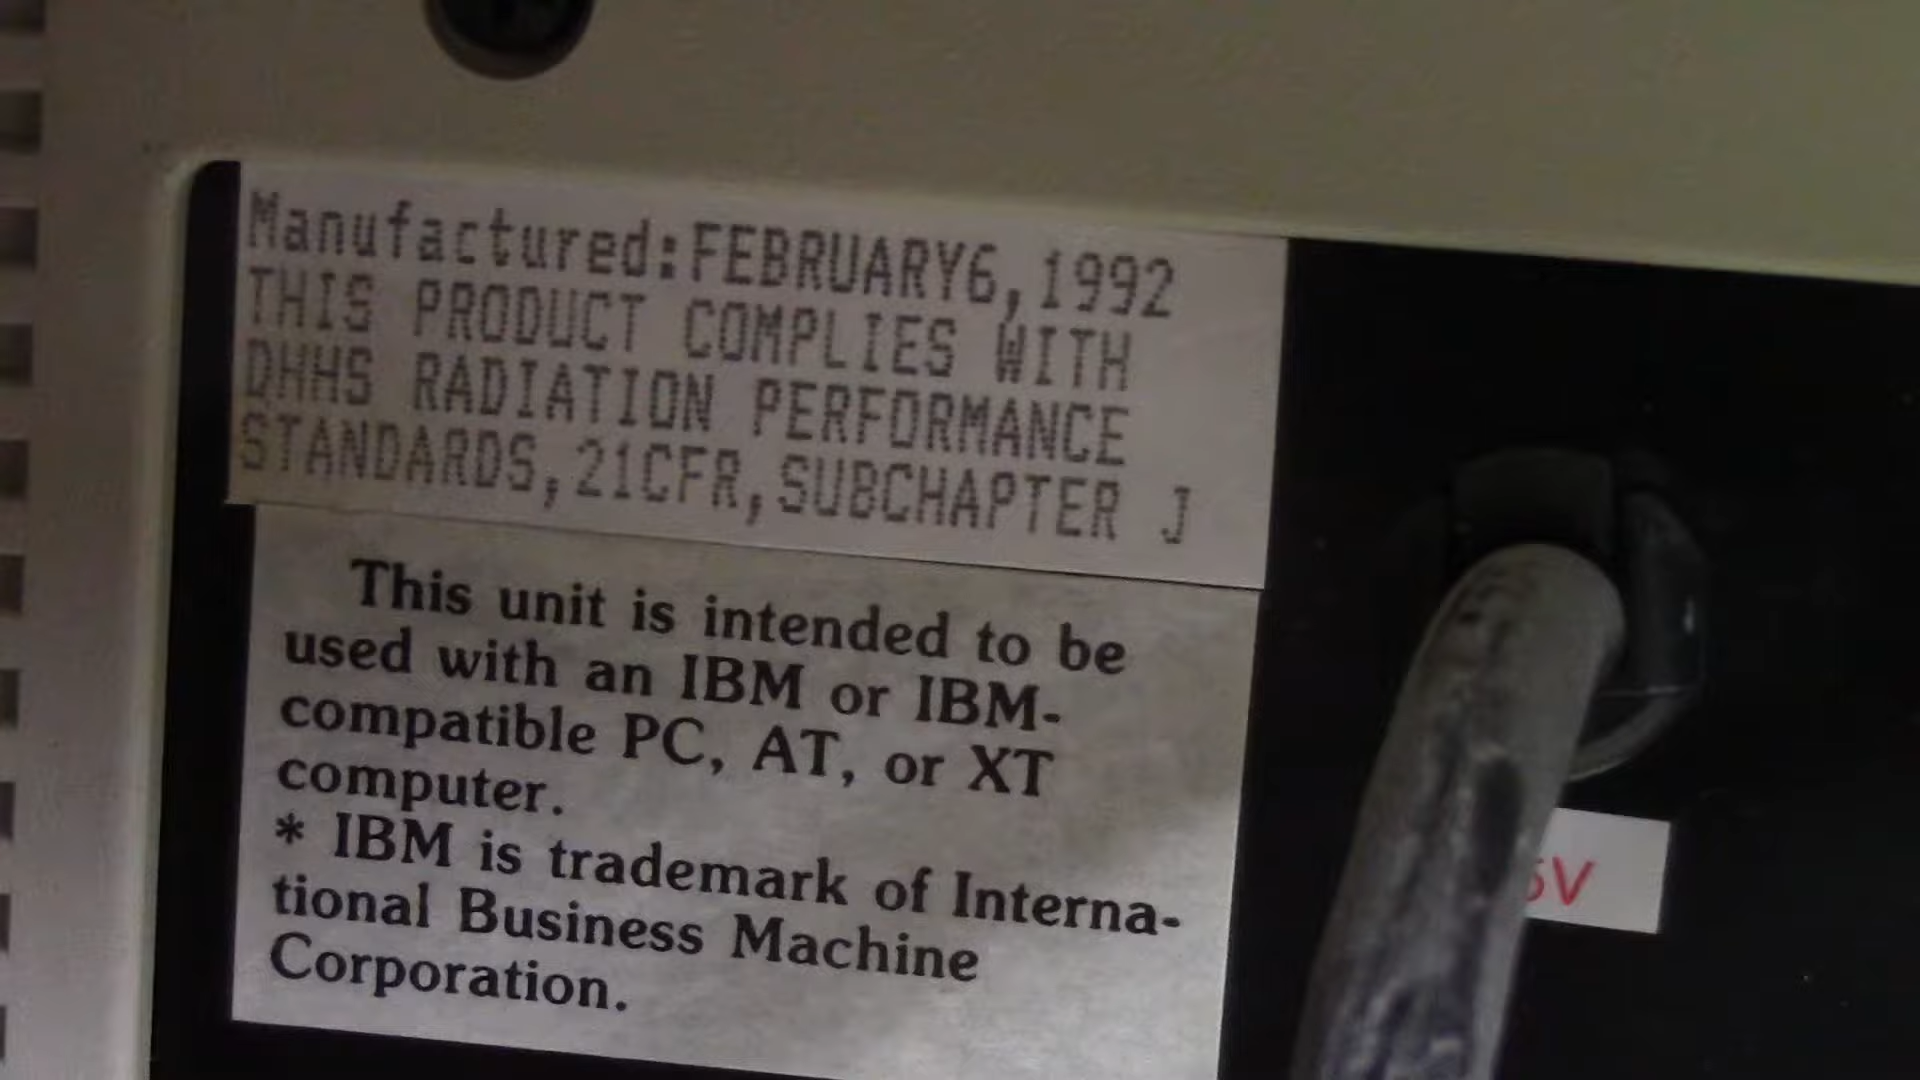 Manufactured:FEBRUARY6,1992
THIS PRODUCT COMPLIES WITH
DHHS RADIATION PERFORMANCE
STANDARDS,21CFR,SUBCHAPTER J
This unit is intended to be
used with an IBM or IBM-
compatible PC, AT, or XT
computer.
* IBM is trademark of Interna-
tional Business Machine
Corporation.